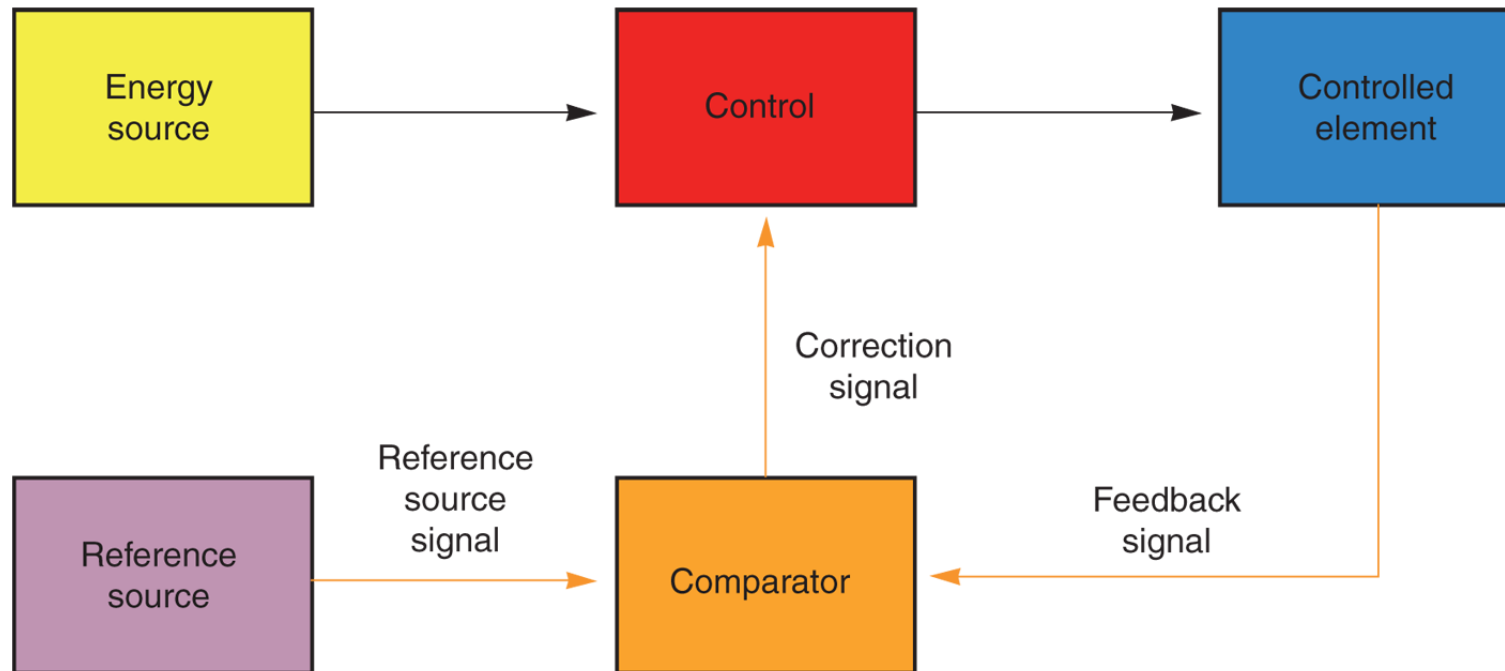 Energy
source
Control
Controlled
element
Correction
signal
Reference
source
signal
Feedback
signal
Reference
source
Comparator